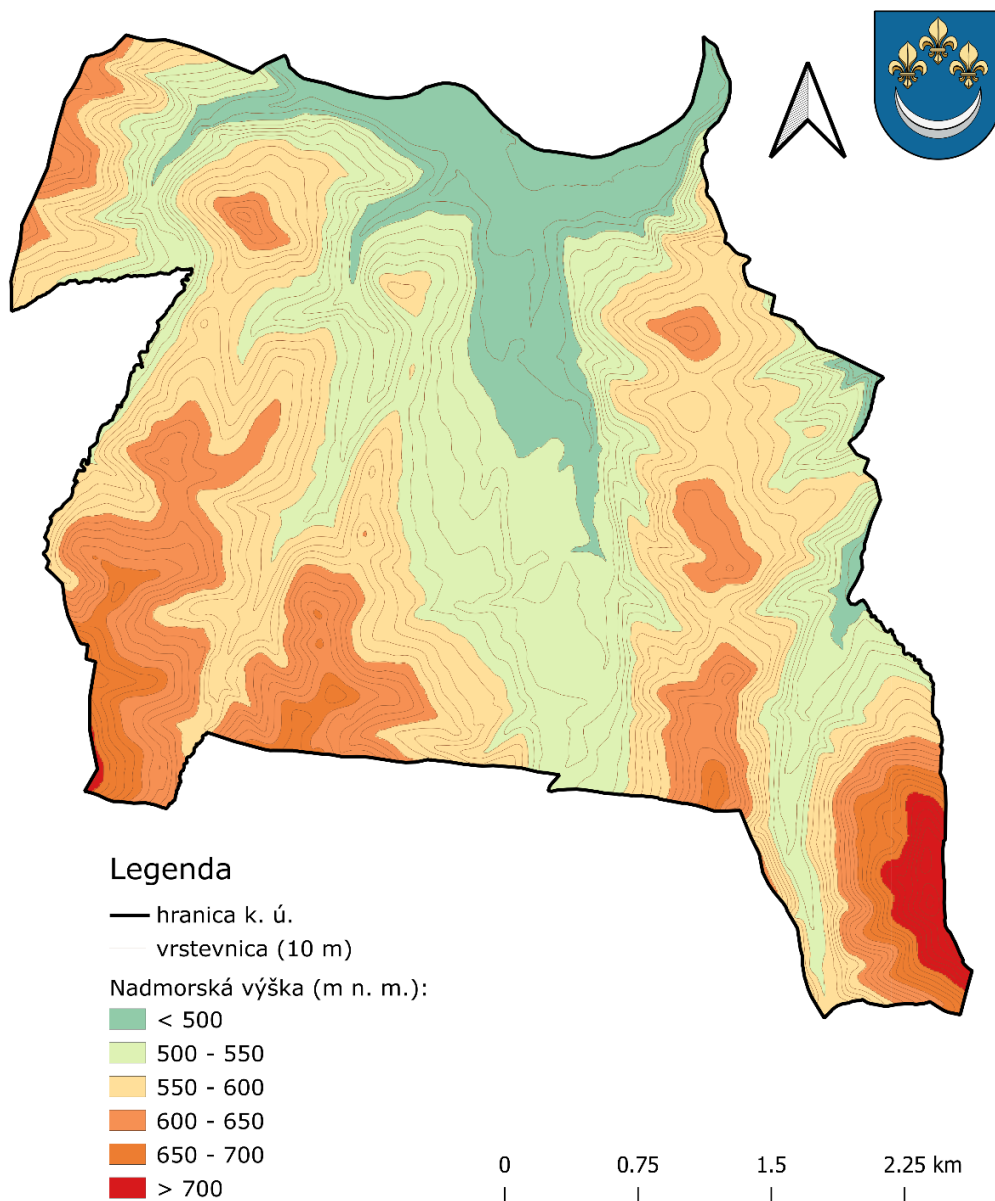 Legenda
hranica k. ú.
vrstevnica (10 m)
Nadmorská výška (m n. m.):
< 500
500 - 550
550 - 600
600 - 650
650 - 700
> 700
0 0.75 1.5 2.25 km